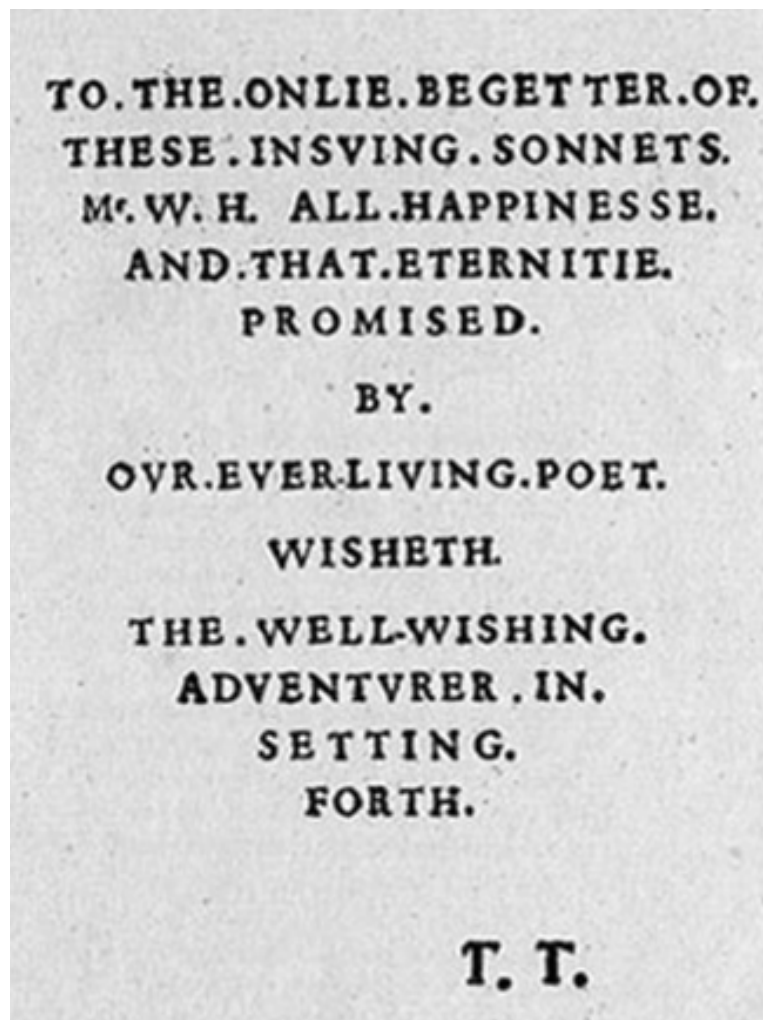 TO.THE.ONLIE.BEGETTER.OF.
THESE.INSVING.SONNETS.
Mr.W.H. ALL.HAPPINESSE.
AND.THAT.ETERNITIE.
PROMISED.
BY.
OVR.EVER-LIVING.POET.
WISHETH.
THE.WELL-WISHING.
ADVENTVRER.IN.
SETTING.
FORTH.
T. T.